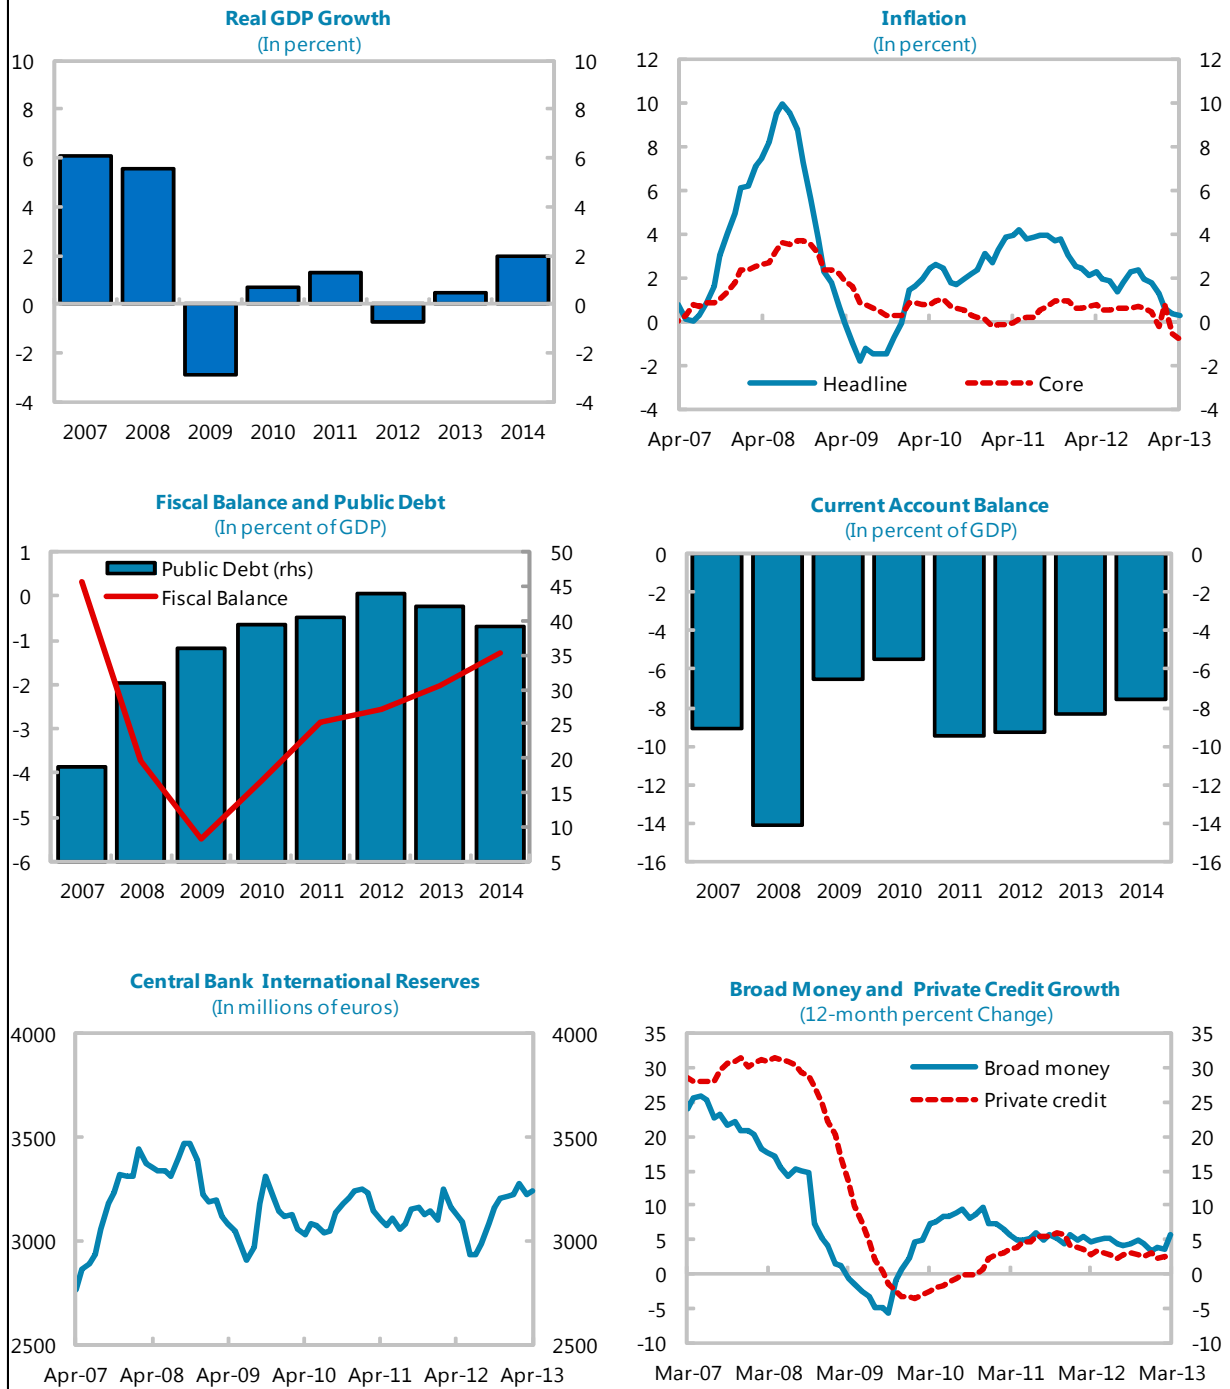 Real GDP Growth
(In percent)
10 10
8 8
6 6
4 4
2 2
0 0
-2 -2
-4 -4
2007 2008 2009 2010 2011 2012 2013 2014
Inflation
(In percent)
12 12
10 10
8 8
6 6
4 4
2 2
0 0
-2 -2
Headline Core
-4 -4
Apr-07 Apr-08 Apr-09 Apr-10 Apr-11 Apr-12 Apr-13
Fiscal Balance and Public Debt
(In percent of GDP)
1 50
Public Debt (rhs)
45
0 Fiscal Balance
40
-1
35
-2
30
-3 25
20
-4
15
-5
10
-6 5
2007 2008 2009 2010 2011 2012 2013 2014
Current Account Balance
(In percent of GDP)
0 0
-2 -2
-4 -4
-6 -6
-8 -8
-10 -10
-12 -12
-14 -14
-16 -16
2007 2008 2009 2010 2011 2012 2013 2014
Central Bank International Reserves
(In millions of euros)
4000 4000
3500 3500
3000 3000
2500 2500
Apr-07 Apr-08 Apr-09 Apr-10 Apr-11 Apr-12 Apr-13
Broad Money and Private Credit Growth
(12-month percent Change)
35 35
30 Broad money 30
25 Private credit 25
20 20
15 15
10 10
5 5
0 0
-5 -5
-10 -10
Mar-07 Mar-08 Mar-09 Mar-10 Mar-11 Mar-12 Mar-13